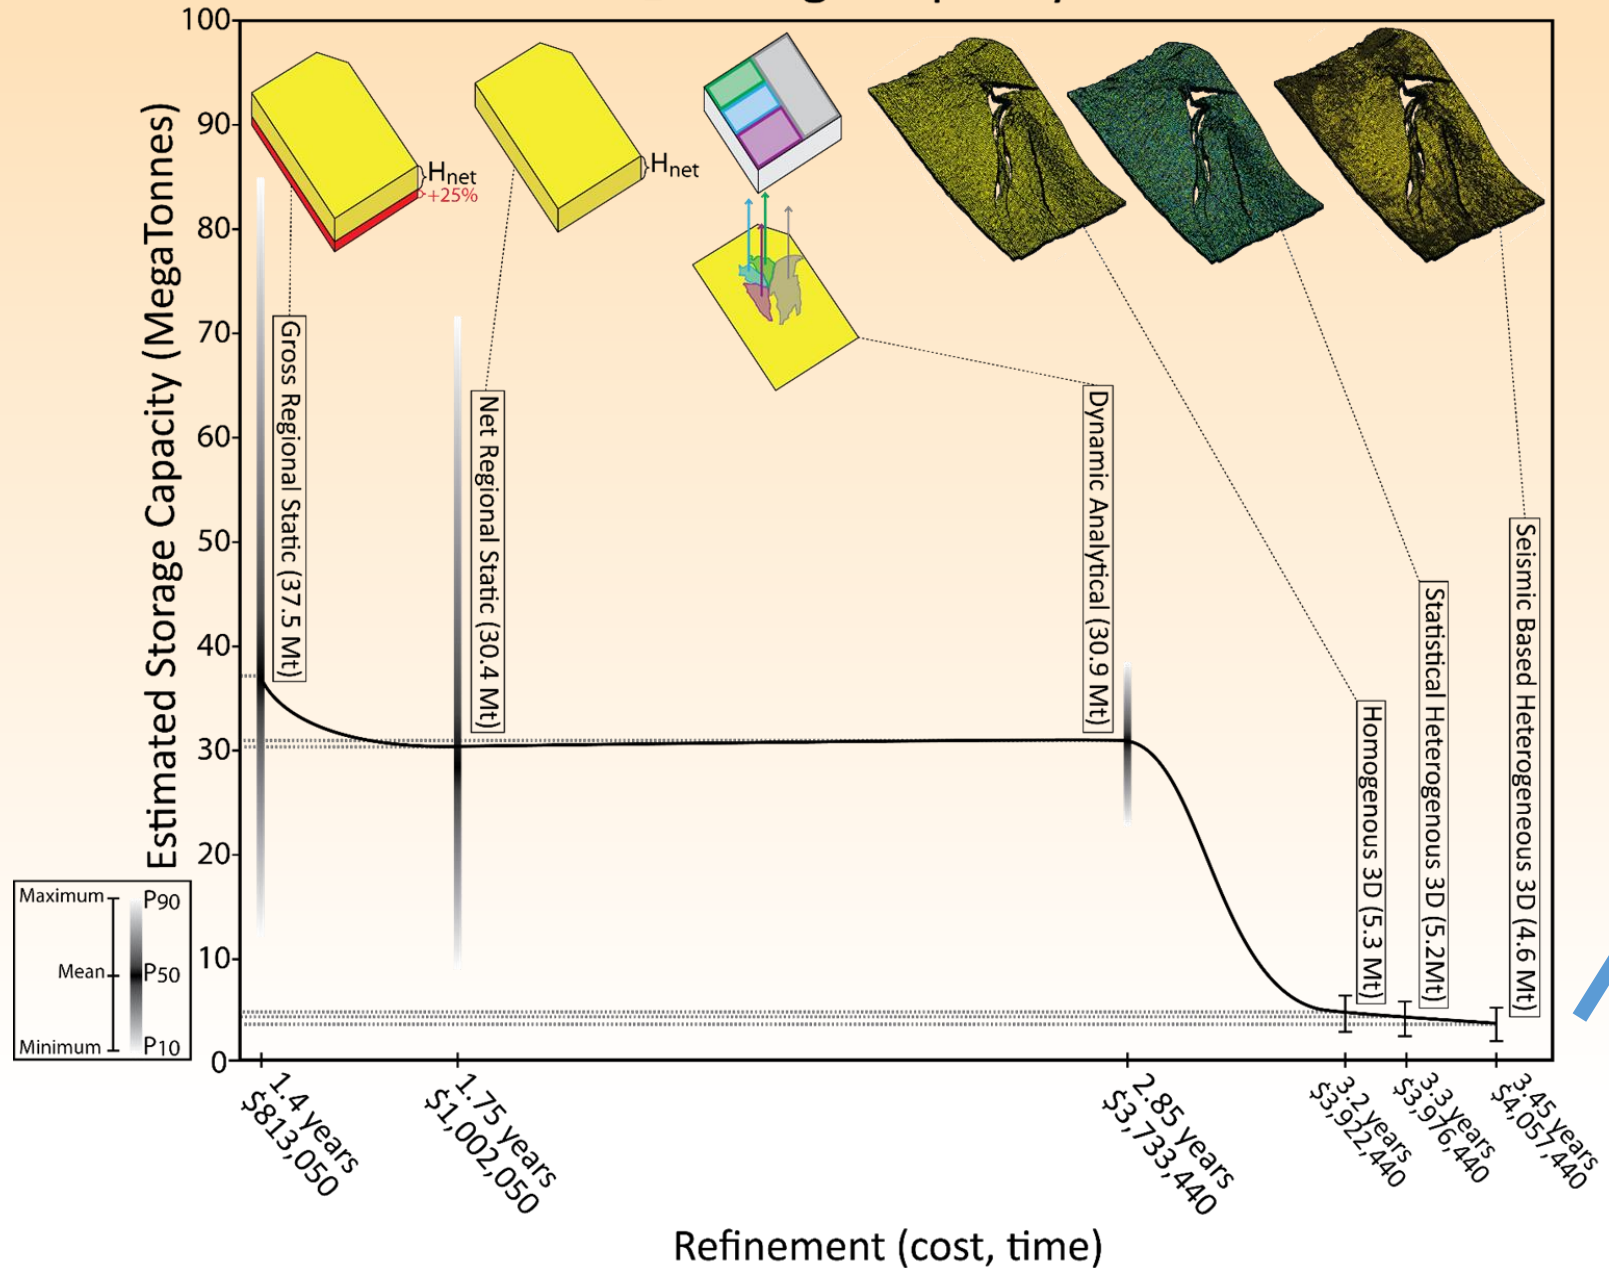 100
90
80
70
60
50
40
30
20
10
0
Estimated Storage Capacity (MegaTonnes)
Hnet
+25%
Hnet
Gross Regional Static (37.5 Mt)
Net Regional Static (30.4 Mt)
Dynamic Analytical (30.9 Mt)
Homogenous 3D (5.3 Mt)
Statistical Heterogenous 3D (5.2Mt)
Seismic Based Heterogeneous 3D (4.6 Mt)
Maximum
P90
Mean
P50
Minimum
P10
1.4 years
$813,050
1.75 years
$1,002,050
2.85 years
$3,733,440
3.2 years
$3,922,440
3.3 years
$3,976,440
3.45 years
$4,057,440
Refinement (cost, time)